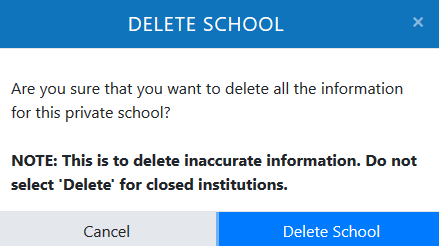 DELETE SCHOOL ×
Are you sure that you want to delete all the information
for this private school?
NOTE: This is to delete inaccurate information. Do not
select 'Delete' for closed institutions.
Cancel Delete School